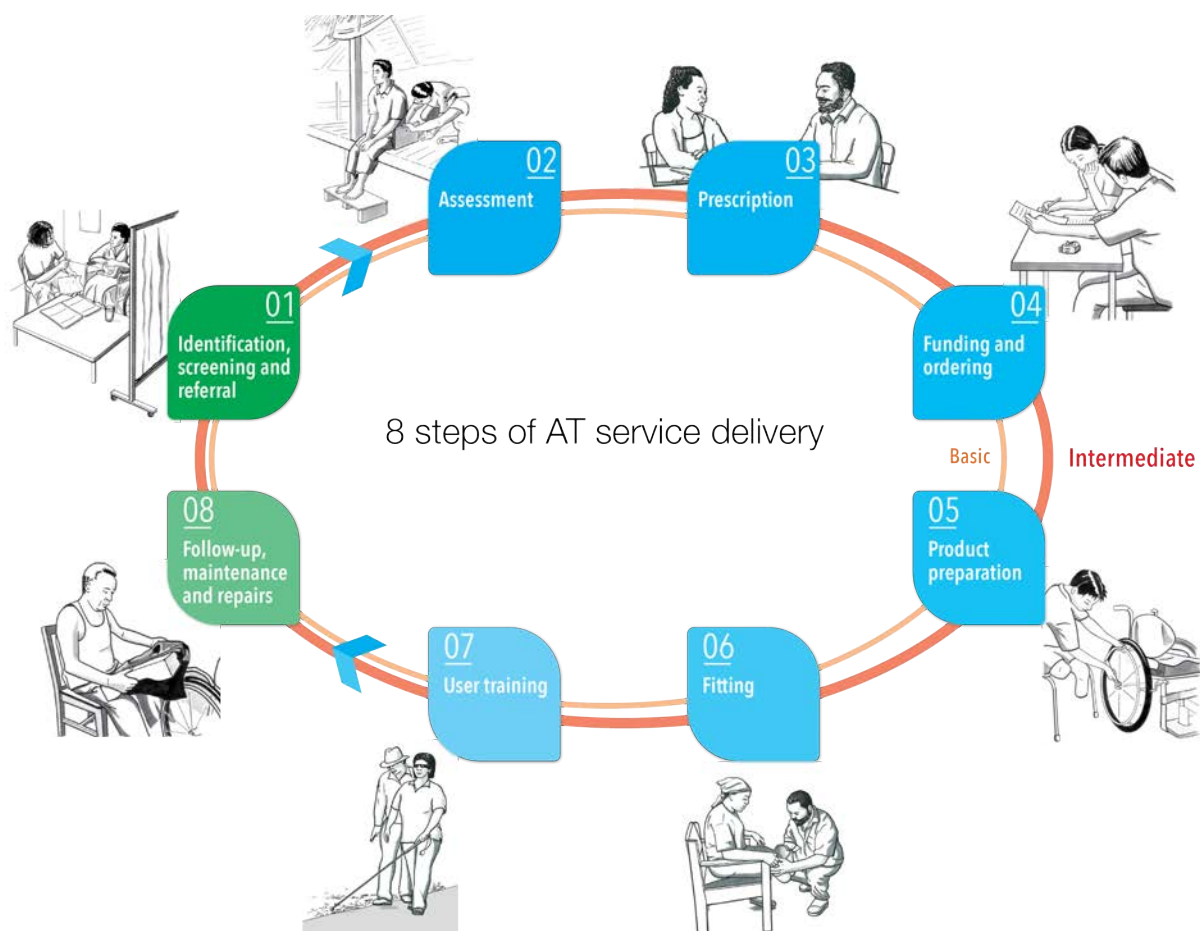 02
Assessment
03
Prescription
01
Identification,
screening and
referral
04
Funding and
ordering
8 steps of AT service delivery
Basic
Intermediate
08
Follow-up,
maintenance
and repairs
05
Product
preparation
07
User training
06
Fitting